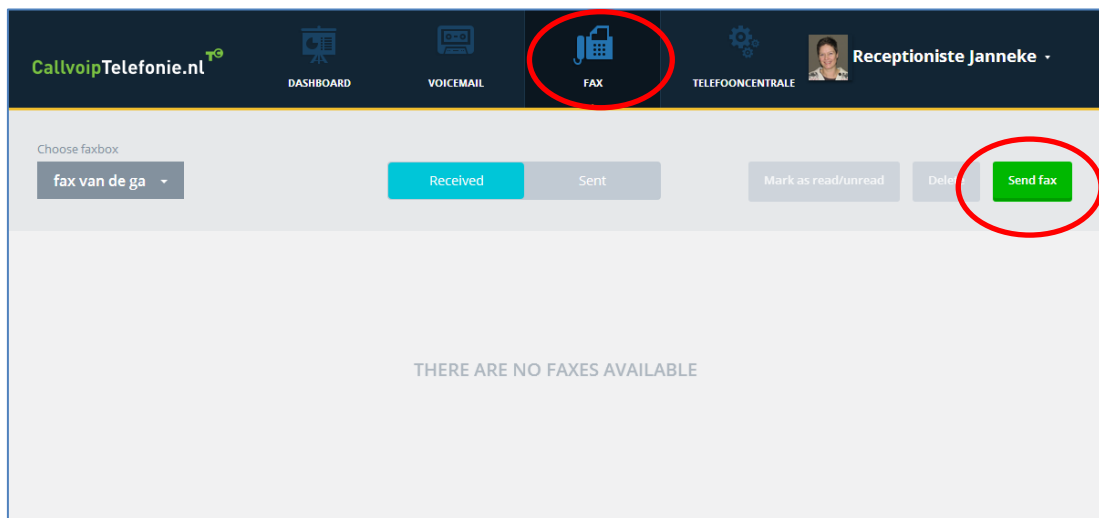 CallvoipTelefonie.nl TC
DASHBOARD
VOICEMAIL
FAX
TELEFOONCENTRALE
Receptioniste Janneke
Choose faxbox
fax van de ga
Received
Sent
Mark as read/unread
Send fax
THERE ARE NO FAXES AVAILABLE